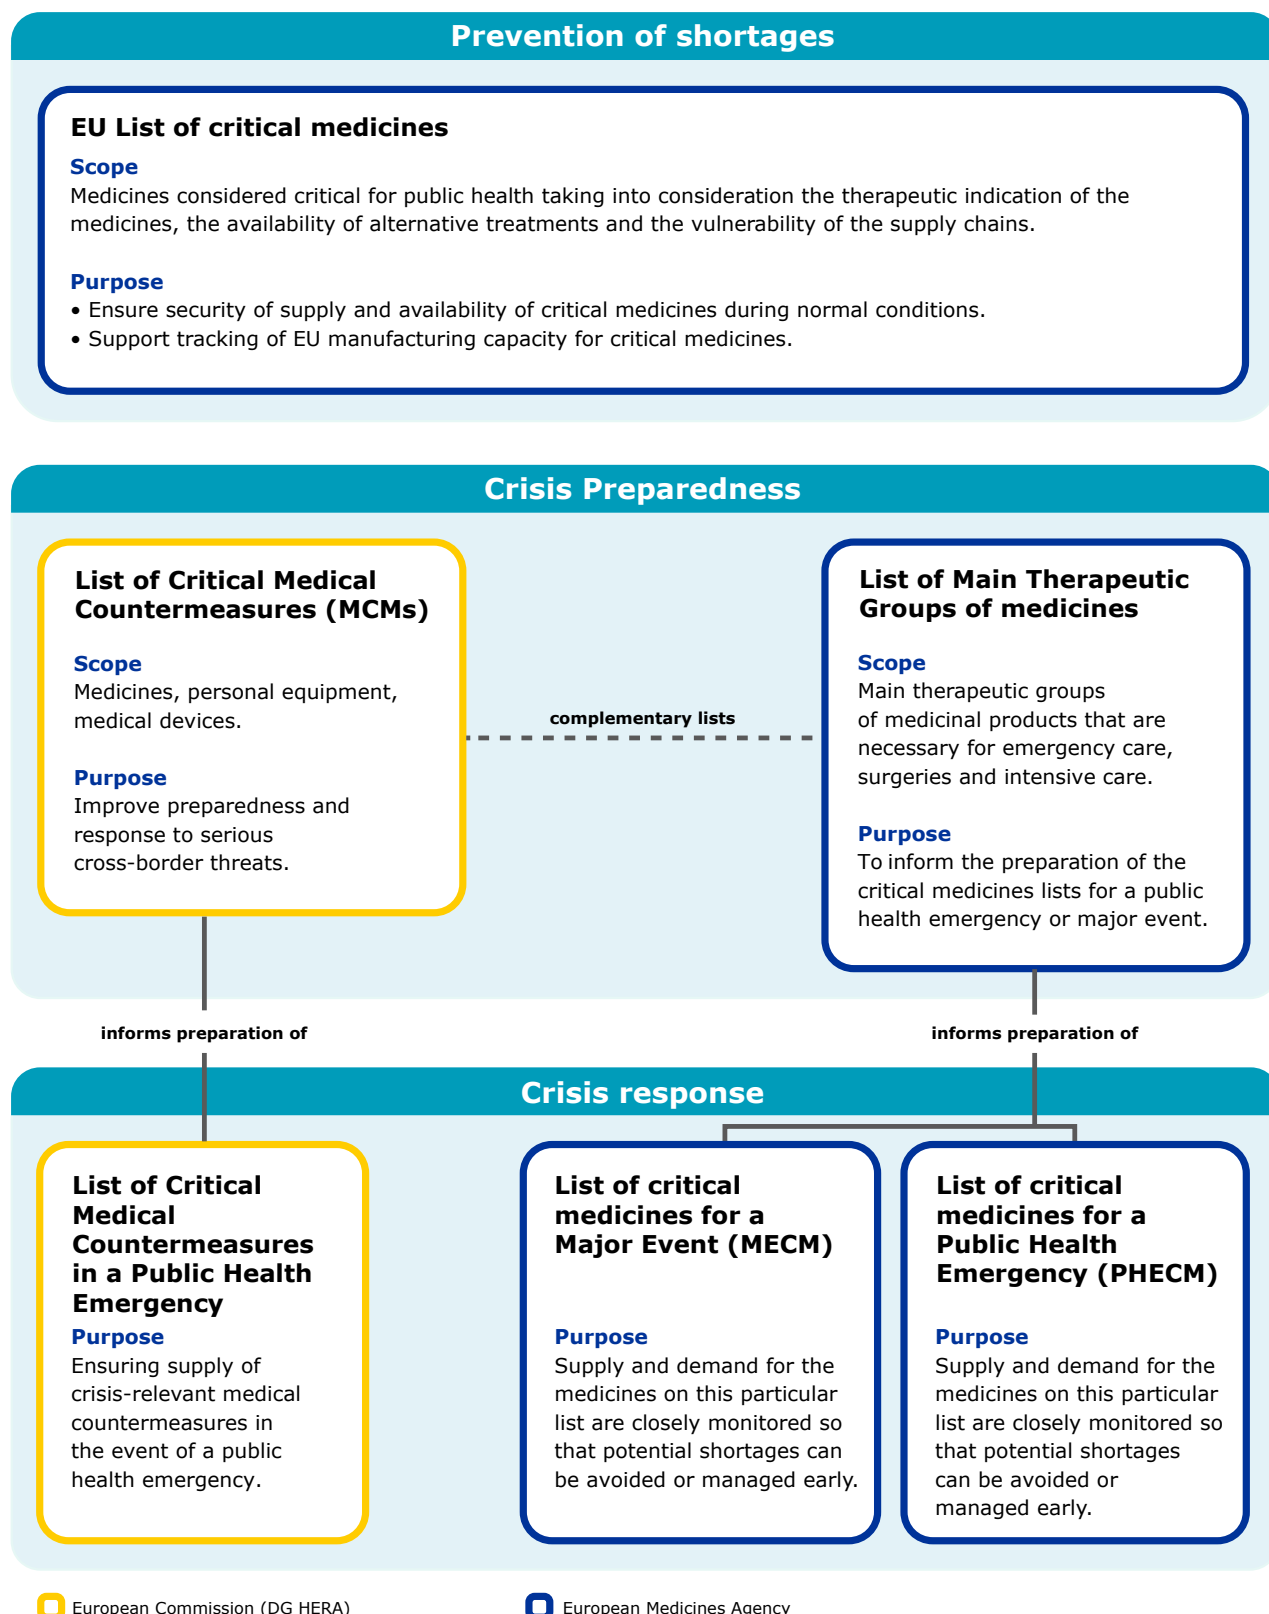 Prevention of shortages
EU List of critical medicines
Scope
Medicines considered critical for public health taking into consideration the therapeutic indication of the
medicines, the availability of alternative treatments and the vulnerability of the supply chains.
Purpose
• Ensure security of supply and availability of critical medicines during normal conditions.
• Support tracking of EU manufacturing capacity for critical medicines.
Crisis Preparedness
List of Critical Medical
Countermeasures (MCMs)
Scope
Medicines, personal equipment,
medical devices.
Purpose
Improve preparedness and
response to serious
cross-border threats.
complementary lists
List of Main Therapeutic
Groups of medicines
Scope
Main therapeutic groups
of medicinal products that are
necessary for emergency care,
surgeries and intensive care.
Purpose
To inform the preparation of the
critical medicines lists for a public
health emergency or major event.
informs preparation of
informs preparation of
Crisis response
List of Critical
Medical
Countermeasures
in a Public Health
Emergency
Purpose
Ensuring supply of
crisis-relevant medical
countermeasures in
the event of a public
health emergency.
List of critical
medicines for a
Major Event (MECM)
Purpose
Supply and demand for the
medicines on this particular
list are closely monitored so
that potential shortages can
be avoided or managed early.
List of critical
medicines for a
Public Health
Emergency (PHECM)
Purpose
Supply and demand for the
medicines on this particular
list are closely monitored so
that potential shortages
can be avoided or
managed early.
European Commission (DG HERA)
European Medicines Agency